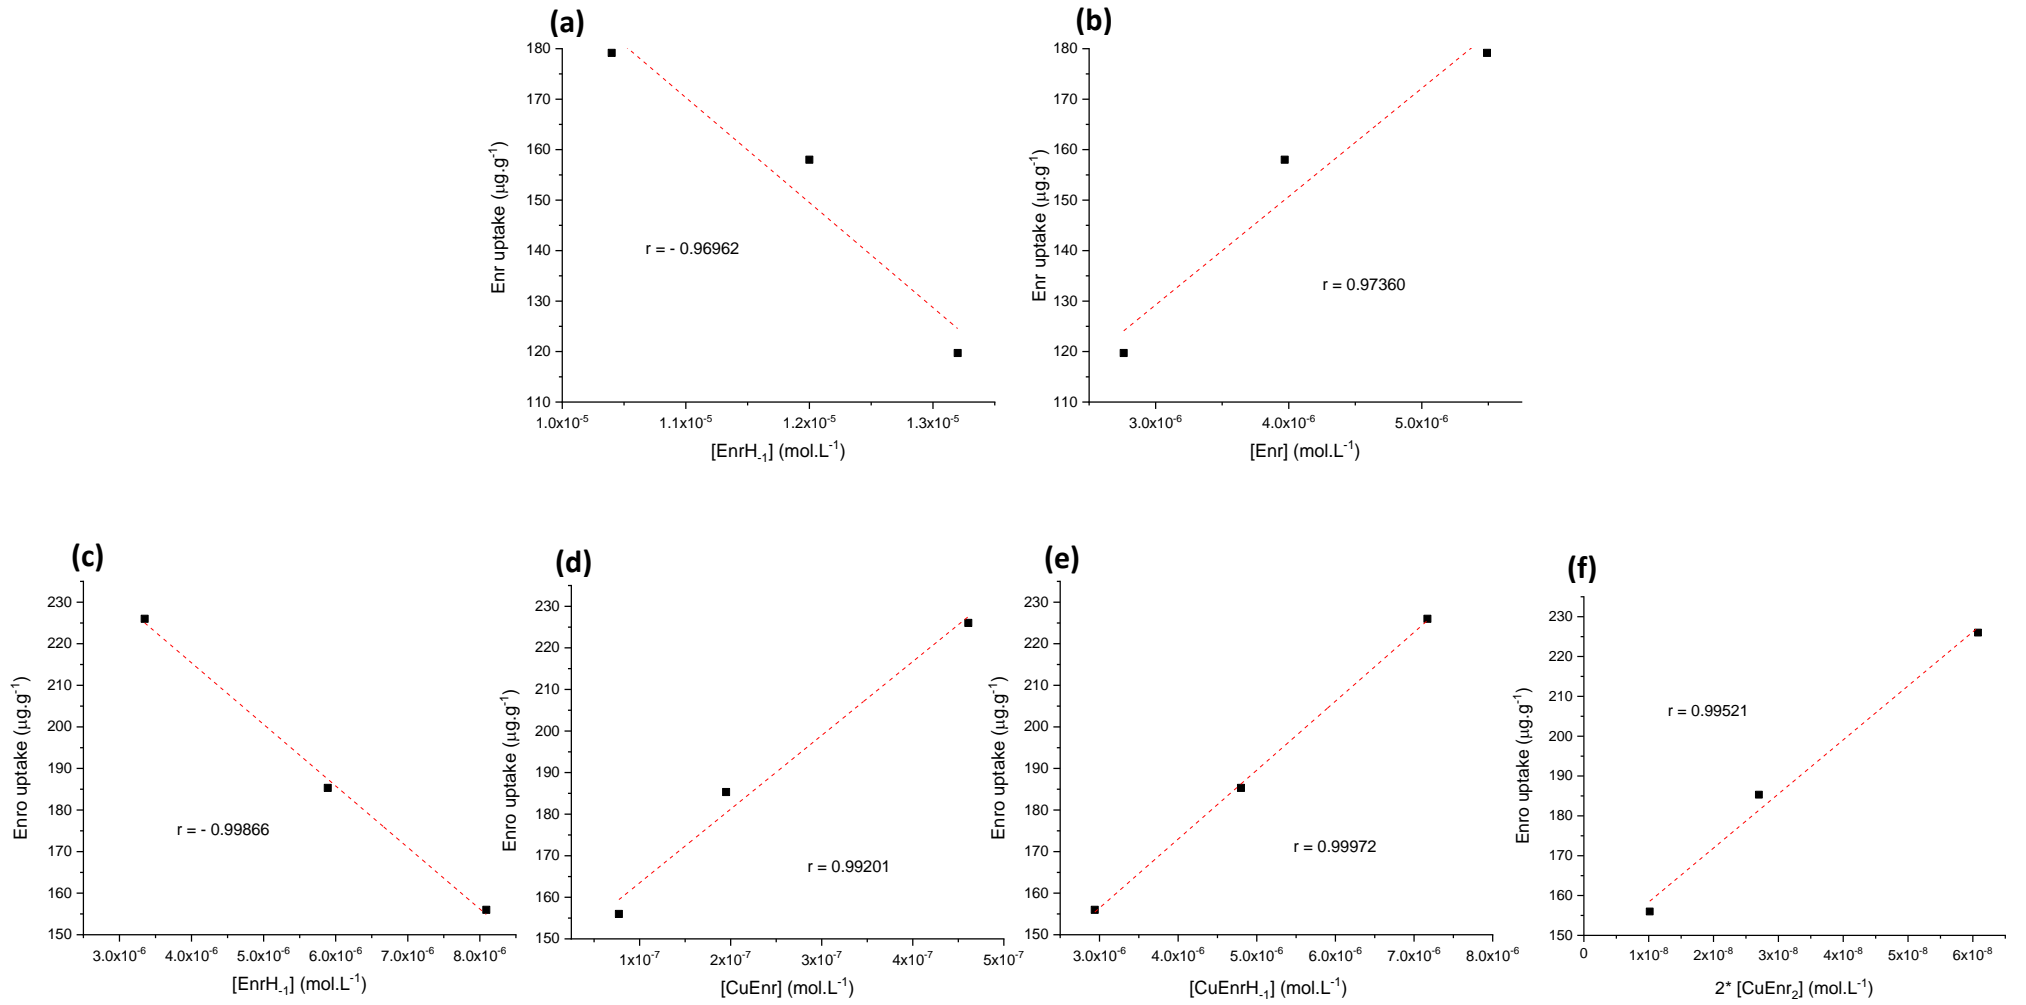 (a)
180
170
160
150
140
130
120
110
Enr uptake (μg.g⁻¹)
r = - 0.96962
1.0x10⁻⁵ 1.1x10⁻⁵ 1.2x10⁻⁵ 1.3x10⁻⁵
[EnrH₋₁] (mol.L⁻¹)
(b)
180
170
160
150
140
130
120
110
Enr uptake (μg.g⁻¹)
r = 0.97360
3.0x10⁻⁶ 4.0x10⁻⁶ 5.0x10⁻⁶
[Enr] (mol.L⁻¹)
(c)
230
220
210
200
190
180
170
160
150
Enro uptake (μg.g⁻¹)
r = - 0.99866
3.0x10⁻⁶ 4.0x10⁻⁶ 5.0x10⁻⁶ 6.0x10⁻⁶ 7.0x10⁻⁶ 8.0x10⁻⁶
[EnrH₋₁] (mol.L⁻¹)
(d)
230
220
210
200
190
180
170
160
150
Enro uptake (μg.g⁻¹)
r = 0.99201
1x10⁻⁷ 2x10⁻⁷ 3x10⁻⁷ 4x10⁻⁷ 5x10⁻⁷
[CuEnr] (mol.L⁻¹)
(e)
230
220
210
200
190
180
170
160
150
Enro uptake (μg.g⁻¹)
r = 0.99972
3.0x10⁻⁶ 4.0x10⁻⁶ 5.0x10⁻⁶ 6.0x10⁻⁶ 7.0x10⁻⁶ 8.0x10⁻⁶
[CuEnrH₋₁] (mol.L⁻¹)
(f)
230
220
210
200
190
180
170
160
150
Enro uptake (μg.g⁻¹)
r = 0.99521
0 1x10⁻⁸ 2x10⁻⁸ 3x10⁻⁸ 4x10⁻⁸ 5x10⁻⁸ 6x10⁻⁸
2* [CuEnr₂] (mol.L⁻¹)